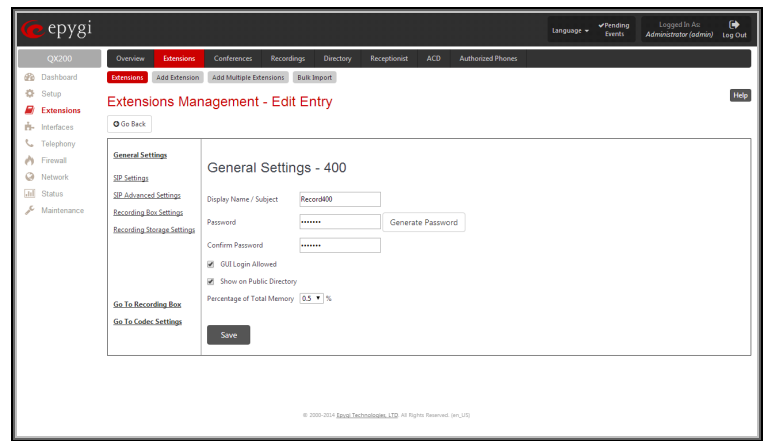 epygi
Language
Pending Events
Logged In As:
Administrator (admin)
Log Out
QX200
Overview Extensions Conferences Recordings Directory Receptionist ACD Authorized Phones
Dashboard
Setup
Extensions
Interfaces
Telephony
Firewall
Network
Status
Maintenance
Extensions Add Extension Add Multiple Extensions Bulk Import
Extensions Management - Edit Entry
Help
Go Back
General Settings
SIP Settings
SIP Advanced Settings
Recording Box Settings
Recording Storage Settings
Go To Recording Box
Go To Codec Settings
General Settings - 400
Display Name / Subject Record400
Password ••••••• Generate Password
Confirm Password •••••••
GUI Login Allowed
Show on Public Directory
Percentage of Total Memory 0.5 %
Save
© 2000-2014 Epygi Technologies, LTD. All Rights Reserved. (en_US)